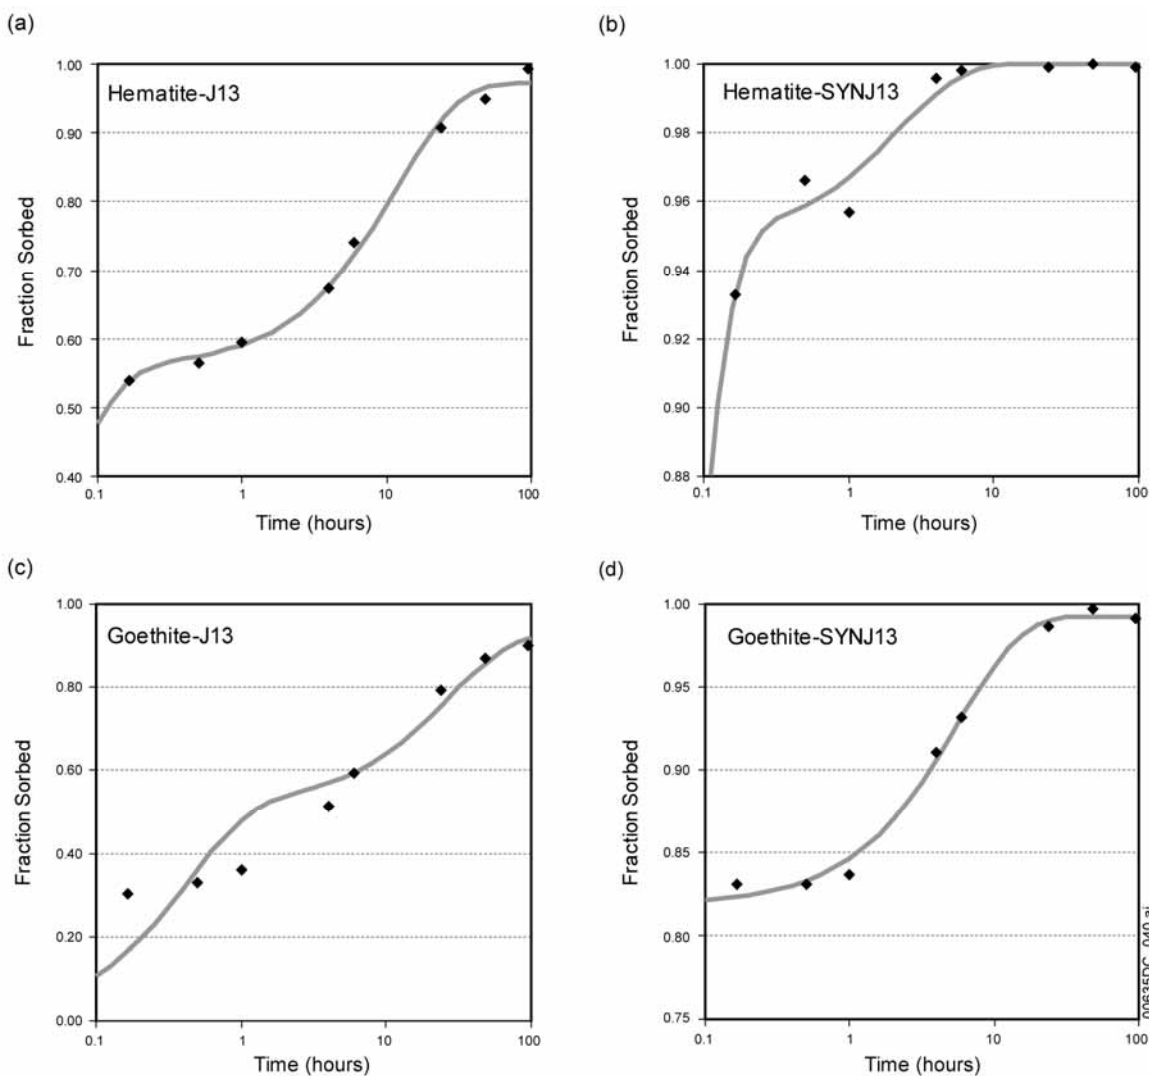 (a)
1.00
Hematite-J13
0.90
0.80
0.70
0.60
0.50
0.40
Fraction Sorbed
0.1
1
10
100
Time (hours)
(b)
1.00
Hematite-SYNJ13
0.98
0.96
0.94
0.92
0.90
0.88
Fraction Sorbed
0.1
1
10
100
Time (hours)
(c)
1.00
Goethite-J13
0.80
0.60
0.40
0.20
0.00
Fraction Sorbed
0.1
1
10
100
Time (hours)
(d)
1.00
Goethite-SYNJ13
0.95
0.90
0.85
0.80
0.75
Fraction Sorbed
0.1
1
10
100
Time (hours)
00635DC_040.ai